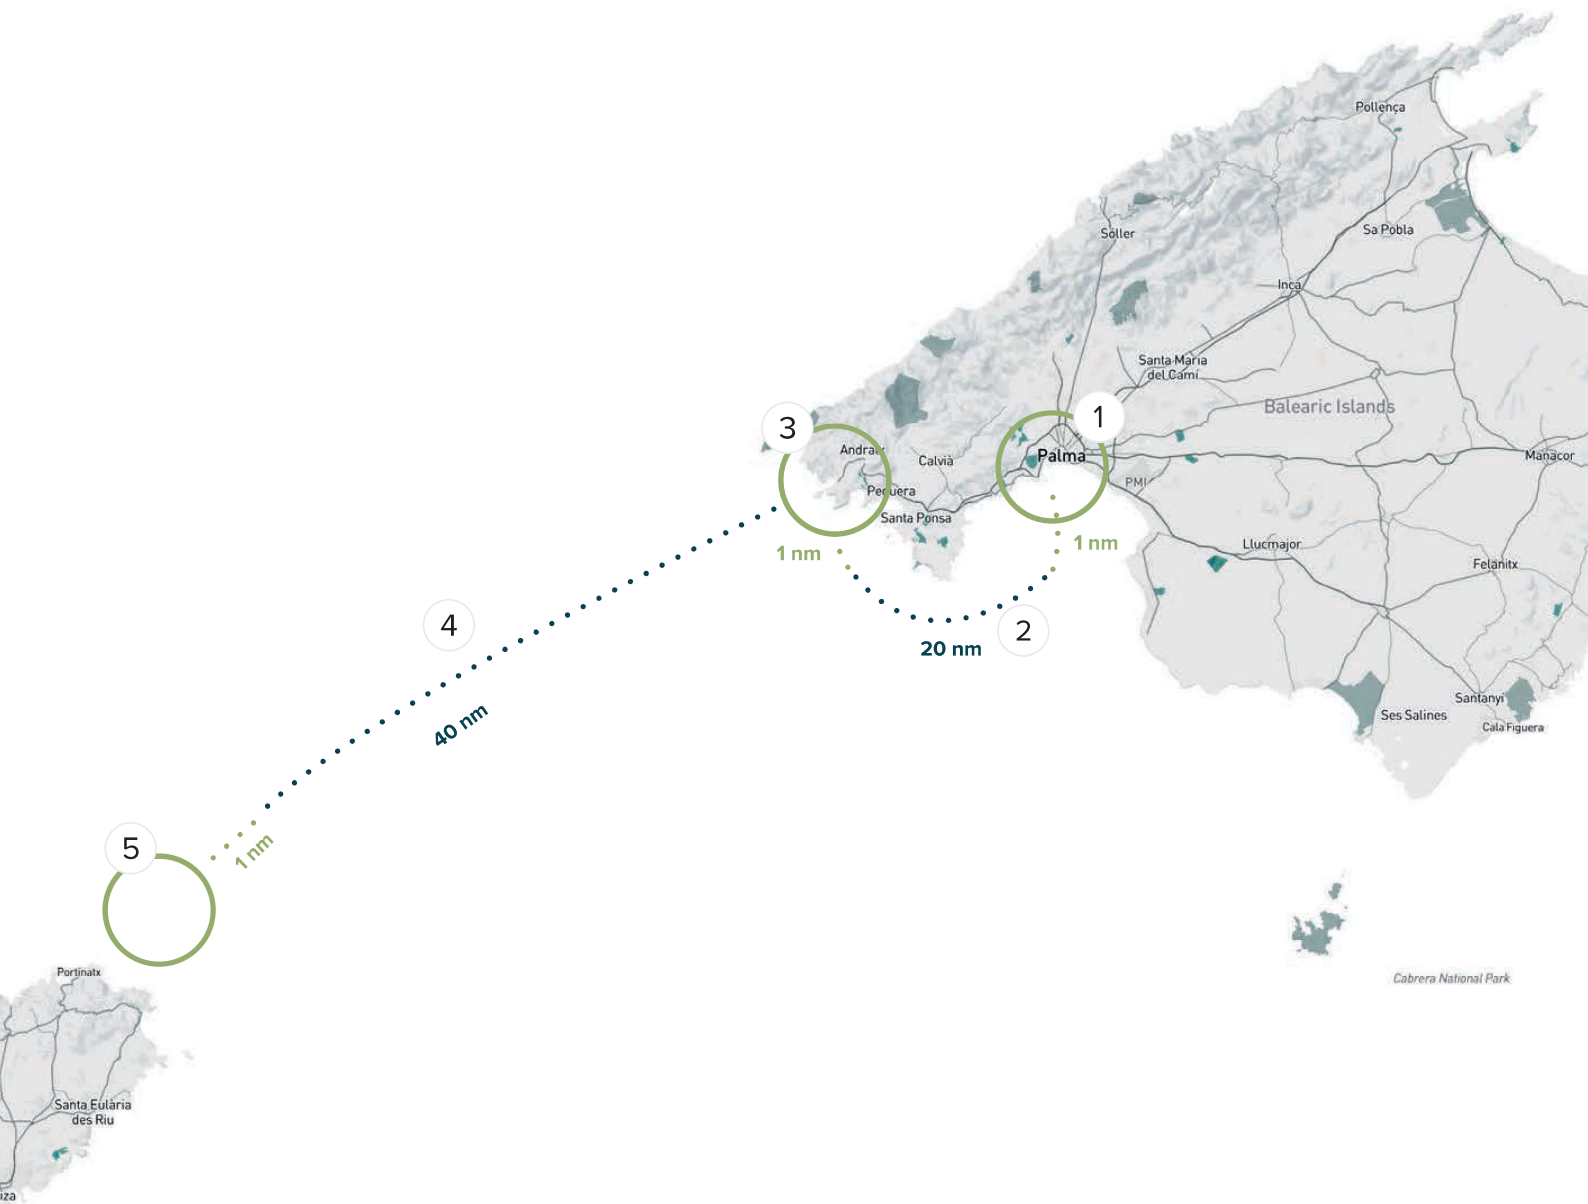 Pollença
Sóller
Sa Pobla
Inca
Santa Maria
del Camí
Balearic Islands
3
1
Andratx
Calvià
Palma
Manacor
PMI
Peguera
Santa Ponsa
1 nm
1 nm
Llucmajor
Felanitx
4
2
20 nm
40 nm
Santanyí
Ses Salines
Cala Figuera
5
1 nm
Portinatx
Cabrera National Park
Santa Eulària
des Riu
iza